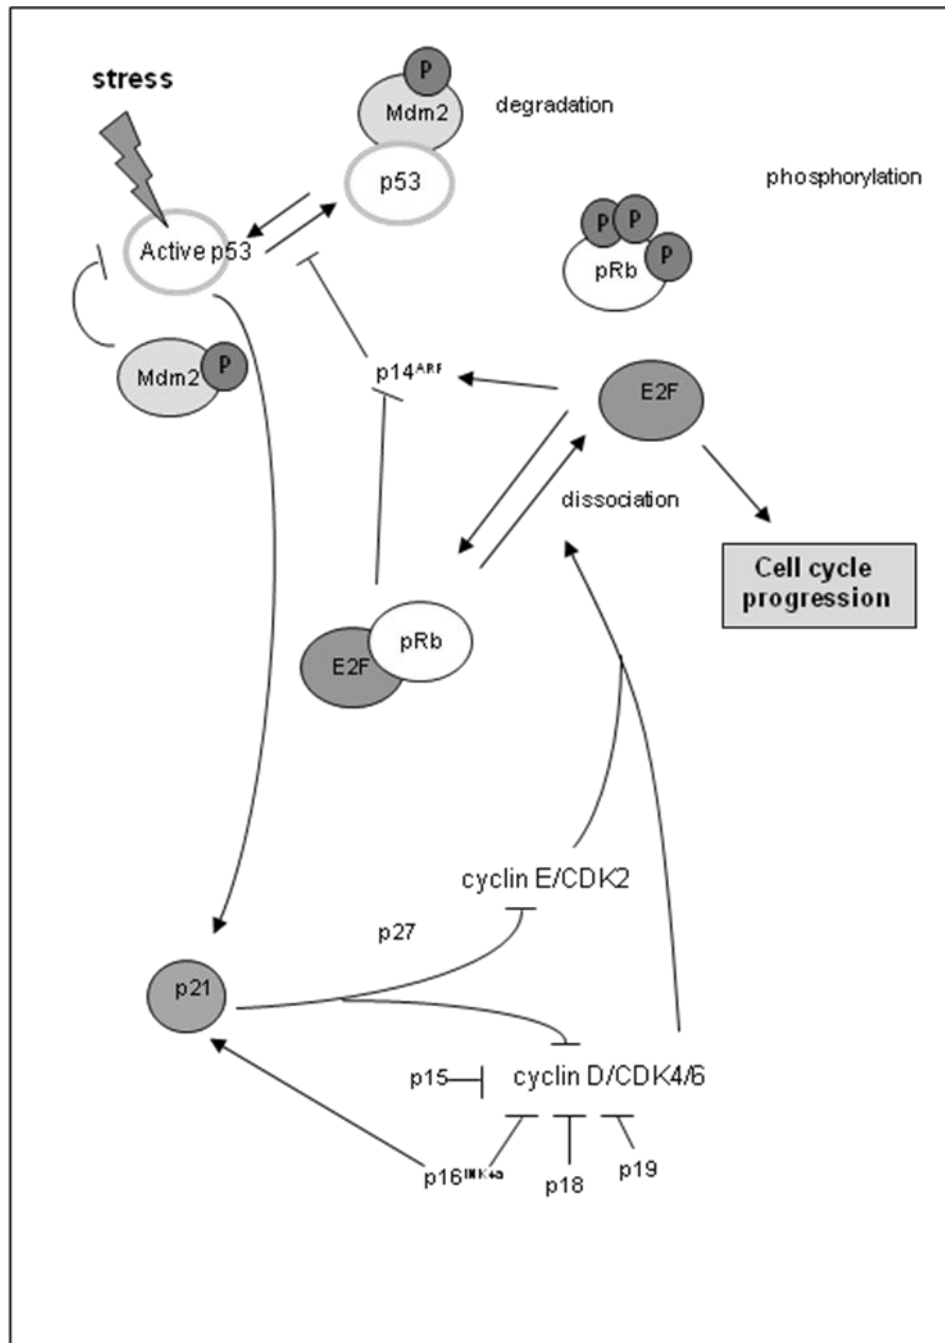 stress
P
Mdm2
degradation
p53
phosphorylation
P
P
P
pRb
Active p53
Mdm2
P
p14ARF
E2F
dissociation
Cell cycle
progression
pRb
E2F
cyclin E/CDK2
p27
p21
p15
cyclin D/CDK4/6
p16INK4a
p18
p19